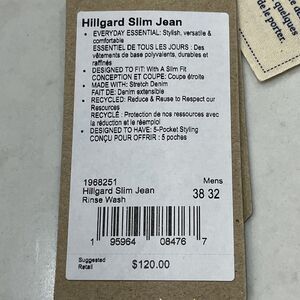 Hillgard Slim Jean
• EVERYDAY ESSENTIAL: Stylish, versatile &
comfortable
ESSENTIEL DE TOUS LES JOURS : Des
vêtements de base polyvalents, durables et
raffinés
• DESIGNED TO FIT: With A Slim Fit
CONCEPTION ET COUPE: Coupe étroite
• MADE WITH: Stretch Denim
FAIT DE: Denim extensible
• RECYCLED: Reduce & Reuse to Respect our
Resources
RECYCLÉ : Protection de nos ressources avec
la réduction et le réemploi
• DESIGNED TO HAVE: 5-Pocket Styling
CONÇU POUR OFFRIR : 5 poches
1968251
Mens
Hillgard Slim Jean
38 32
Rinse Wash
1 95964 08476 7
Suggested
Retail
$120.00
quelques
de le porter.